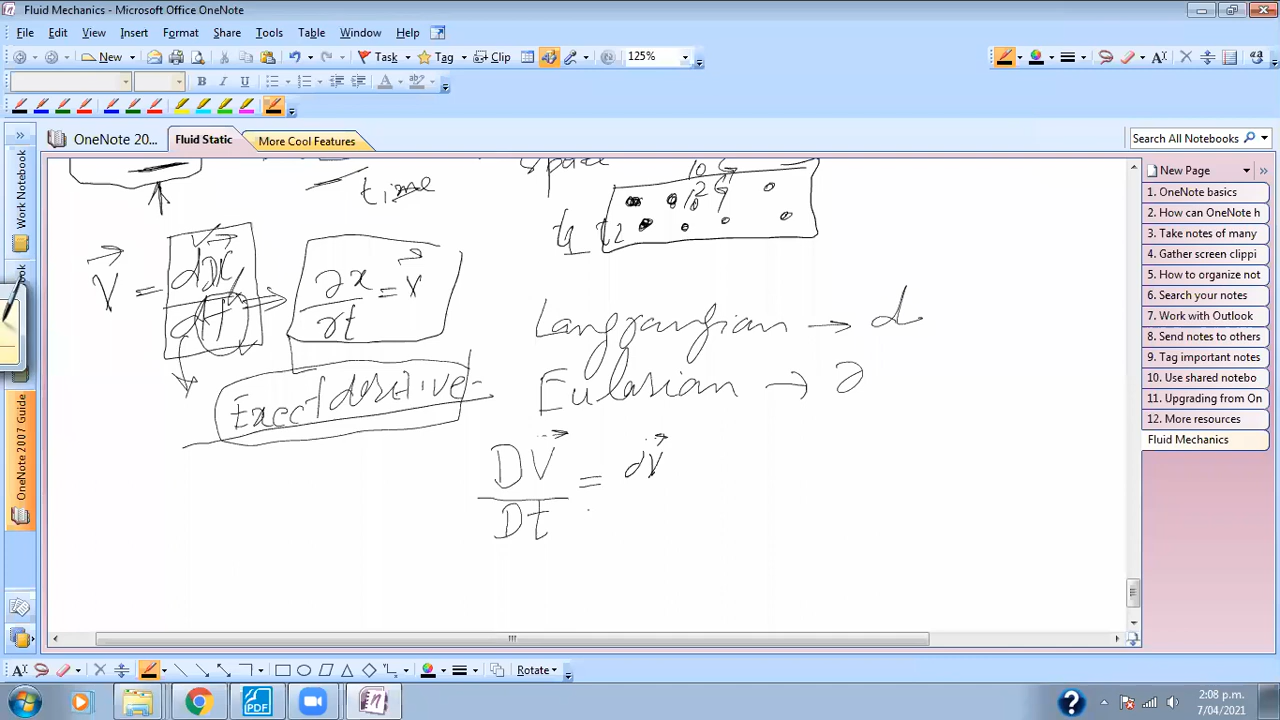 Fluid Mechanics - Microsoft Office OneNote
File Edit View Insert Format Share Tools Table Window Help
New Task Tag Clip 125%
B I U
OneNote 20... Fluid Static More Cool Features Search All Notebooks
Work Notebook
OneNote 2007 Guide
New Page
1. OneNote basics
2. How can OneNote h
3. Take notes of many
4. Gather screen clippi
5. How to organize not
6. Search your notes
7. Work with Outlook
8. Send notes to others
9. Tag important notes
10. Use shared notebo
11. Upgrading from On
12. More resources
Fluid Mechanics
time
space
t1 t2
V = dx/dt → ∂x/∂t = V
Langrangian → d
Eulasian → ∂
DV/Dt = dV
Rotate
2:08 p.m.
7/04/2021